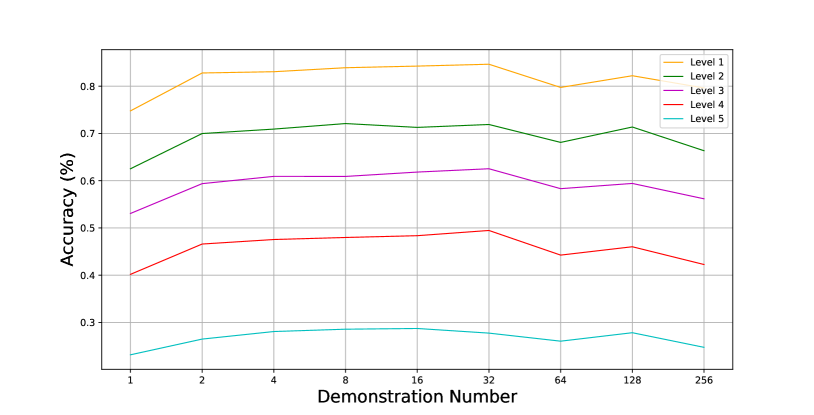 Level 1
Level 2
Level 3
Level 4
Level 5
Accuracy (%)
0.8
0.7
0.6
0.5
0.4
0.3
1 2 4 8 16 32 64 128 256
Demonstration Number